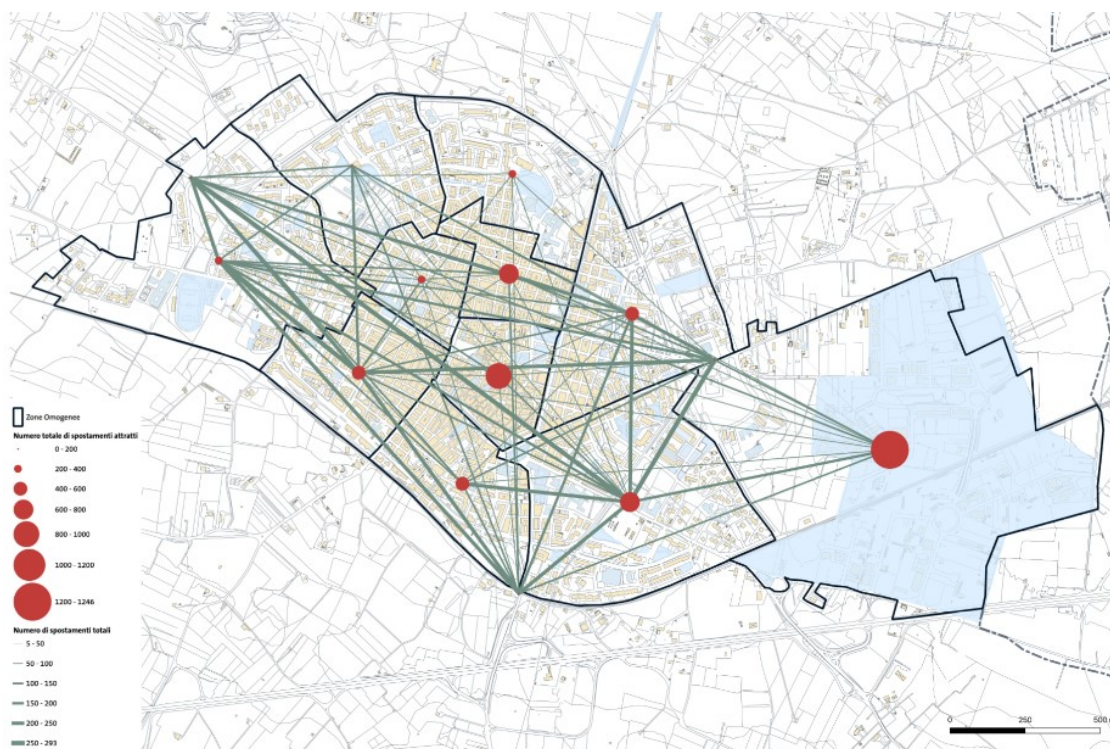 Zone Omogenee
Numero totale di spostamenti attratti
0 - 200
200 - 400
400 - 600
600 - 800
800 - 1000
1000 - 1200
1200 - 1246
Numero di spostamenti totali
5 - 50
50 - 100
100 - 150
150 - 200
200 - 250
250 - 293
0 250 500